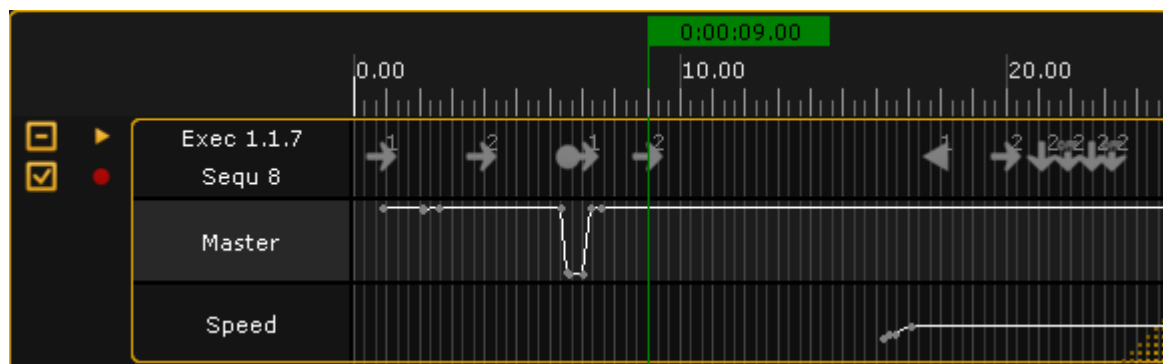 0:00:09.00
0.00 10.00 20.00
Exec 1.1.7
Sequ 8
1 2 1 2 1 2 2 2 2 2
Master
Speed